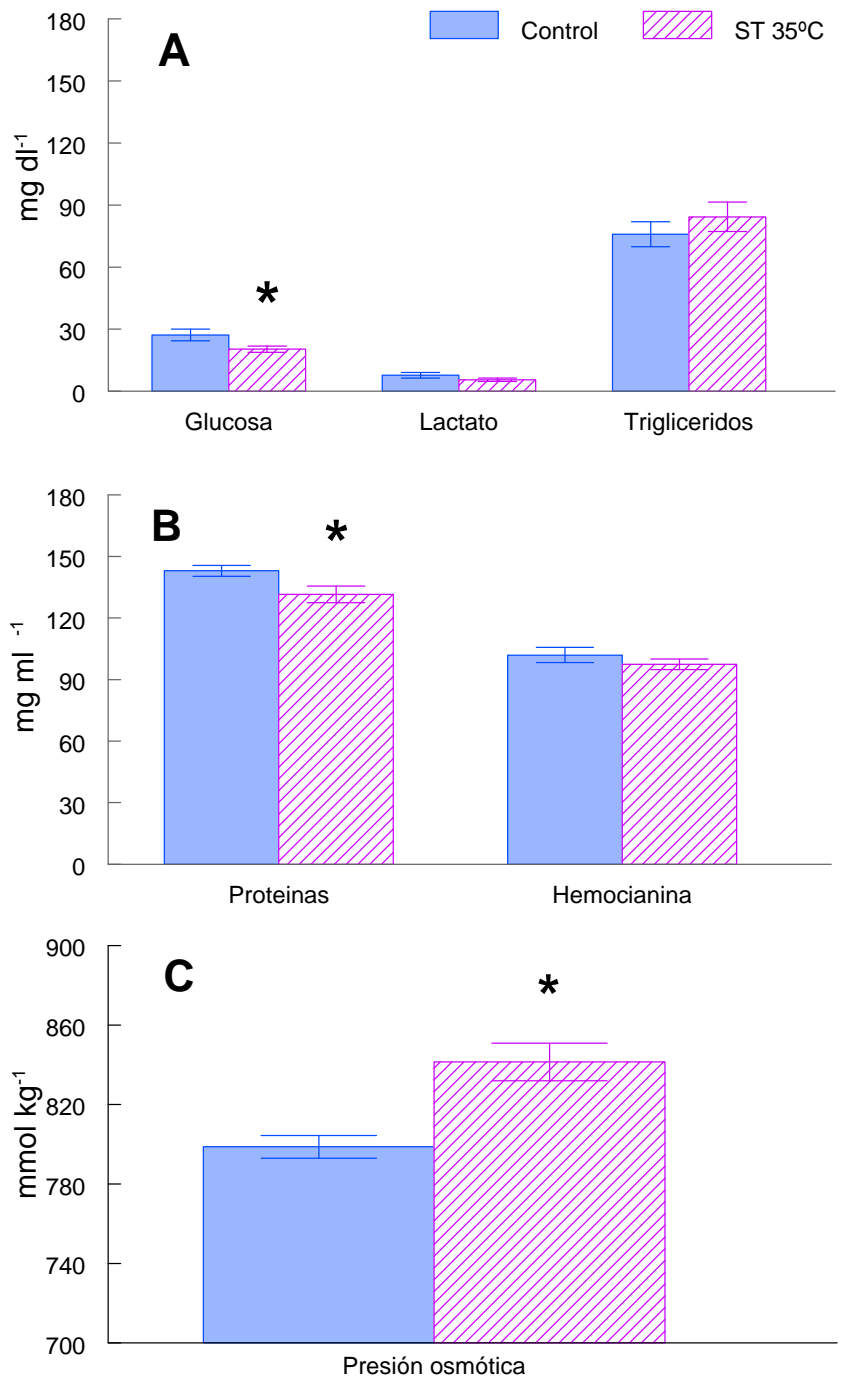 Control ST 35ºC
A
mg dl-1
180
150
120
90
60
30
0
*
Glucosa Lactato Trigliceridos
B
mg ml -1
180
150
120
90
60
30
0
*
Proteinas Hemocianina
C
mmol kg-1
900
860
820
780
740
700
*
Presión osmótica